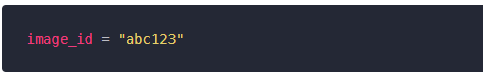 image_id = "abc123"